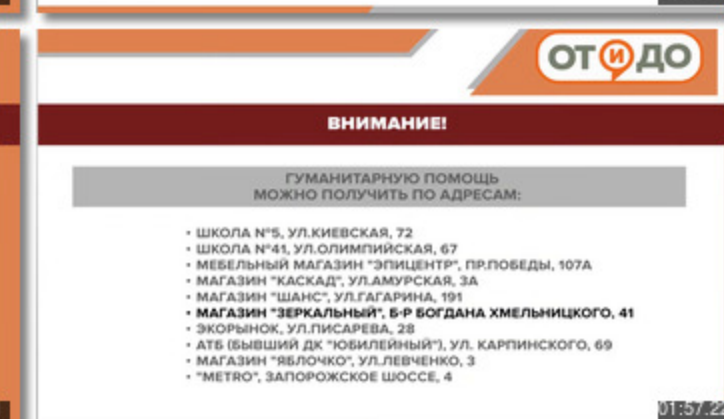 ОТ И ДО
ВНИМАНИЕ!
ГУМАНИТАРНУЮ ПОМОЩЬ
МОЖНО ПОЛУЧИТЬ ПО АДРЕСАМ:
• ШКОЛА №5, УЛ.КИЕВСКАЯ, 72
• ШКОЛА №41, УЛ.ОЛИМПИЙСКАЯ, 67
• МЕБЕЛЬНЫЙ МАГАЗИН "ЭПИЦЕНТР", ПР.ПОБЕДЫ, 107А
• МАГАЗИН "КАСКАД", УЛ.АМУРСКАЯ, 3А
• МАГАЗИН "ШАНС", УЛ.ГАГАРИНА, 191
• МАГАЗИН "ЗЕРКАЛЬНЫЙ", Б-Р БОГДАНА ХМЕЛЬНИЦКОГО, 41
• ЭКОРЫНОК, УЛ.ПИСАРЕВА, 28
• АТБ (БЫВШИЙ ДК "ЮБИЛЕЙНЫЙ"), УЛ. КАРПИНСКОГО, 69
• МАГАЗИН "ЯБЛОЧКО", УЛ.ЛЕВЧЕНКО, 3
• "METRO", ЗАПОРОЖСКОЕ ШОССЕ, 4